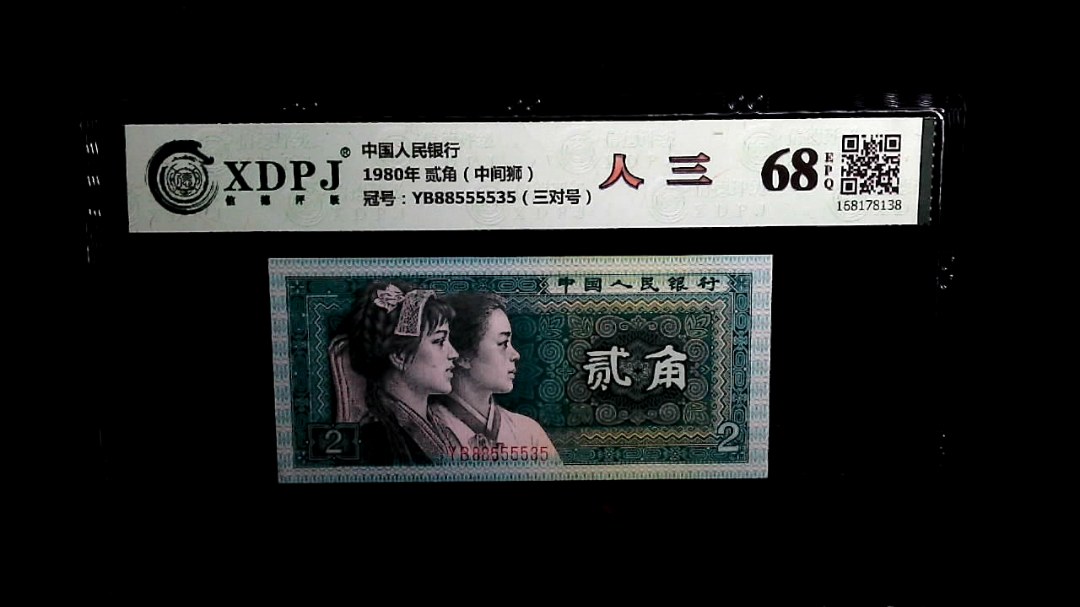 XDPJ®
信德评级
中国人民银行
1980年 贰角（中间狮）
冠号：YB88555535（三对号）
人三
68
EPQ
168178138
中国人民银行
贰角
2
2
YB88555535